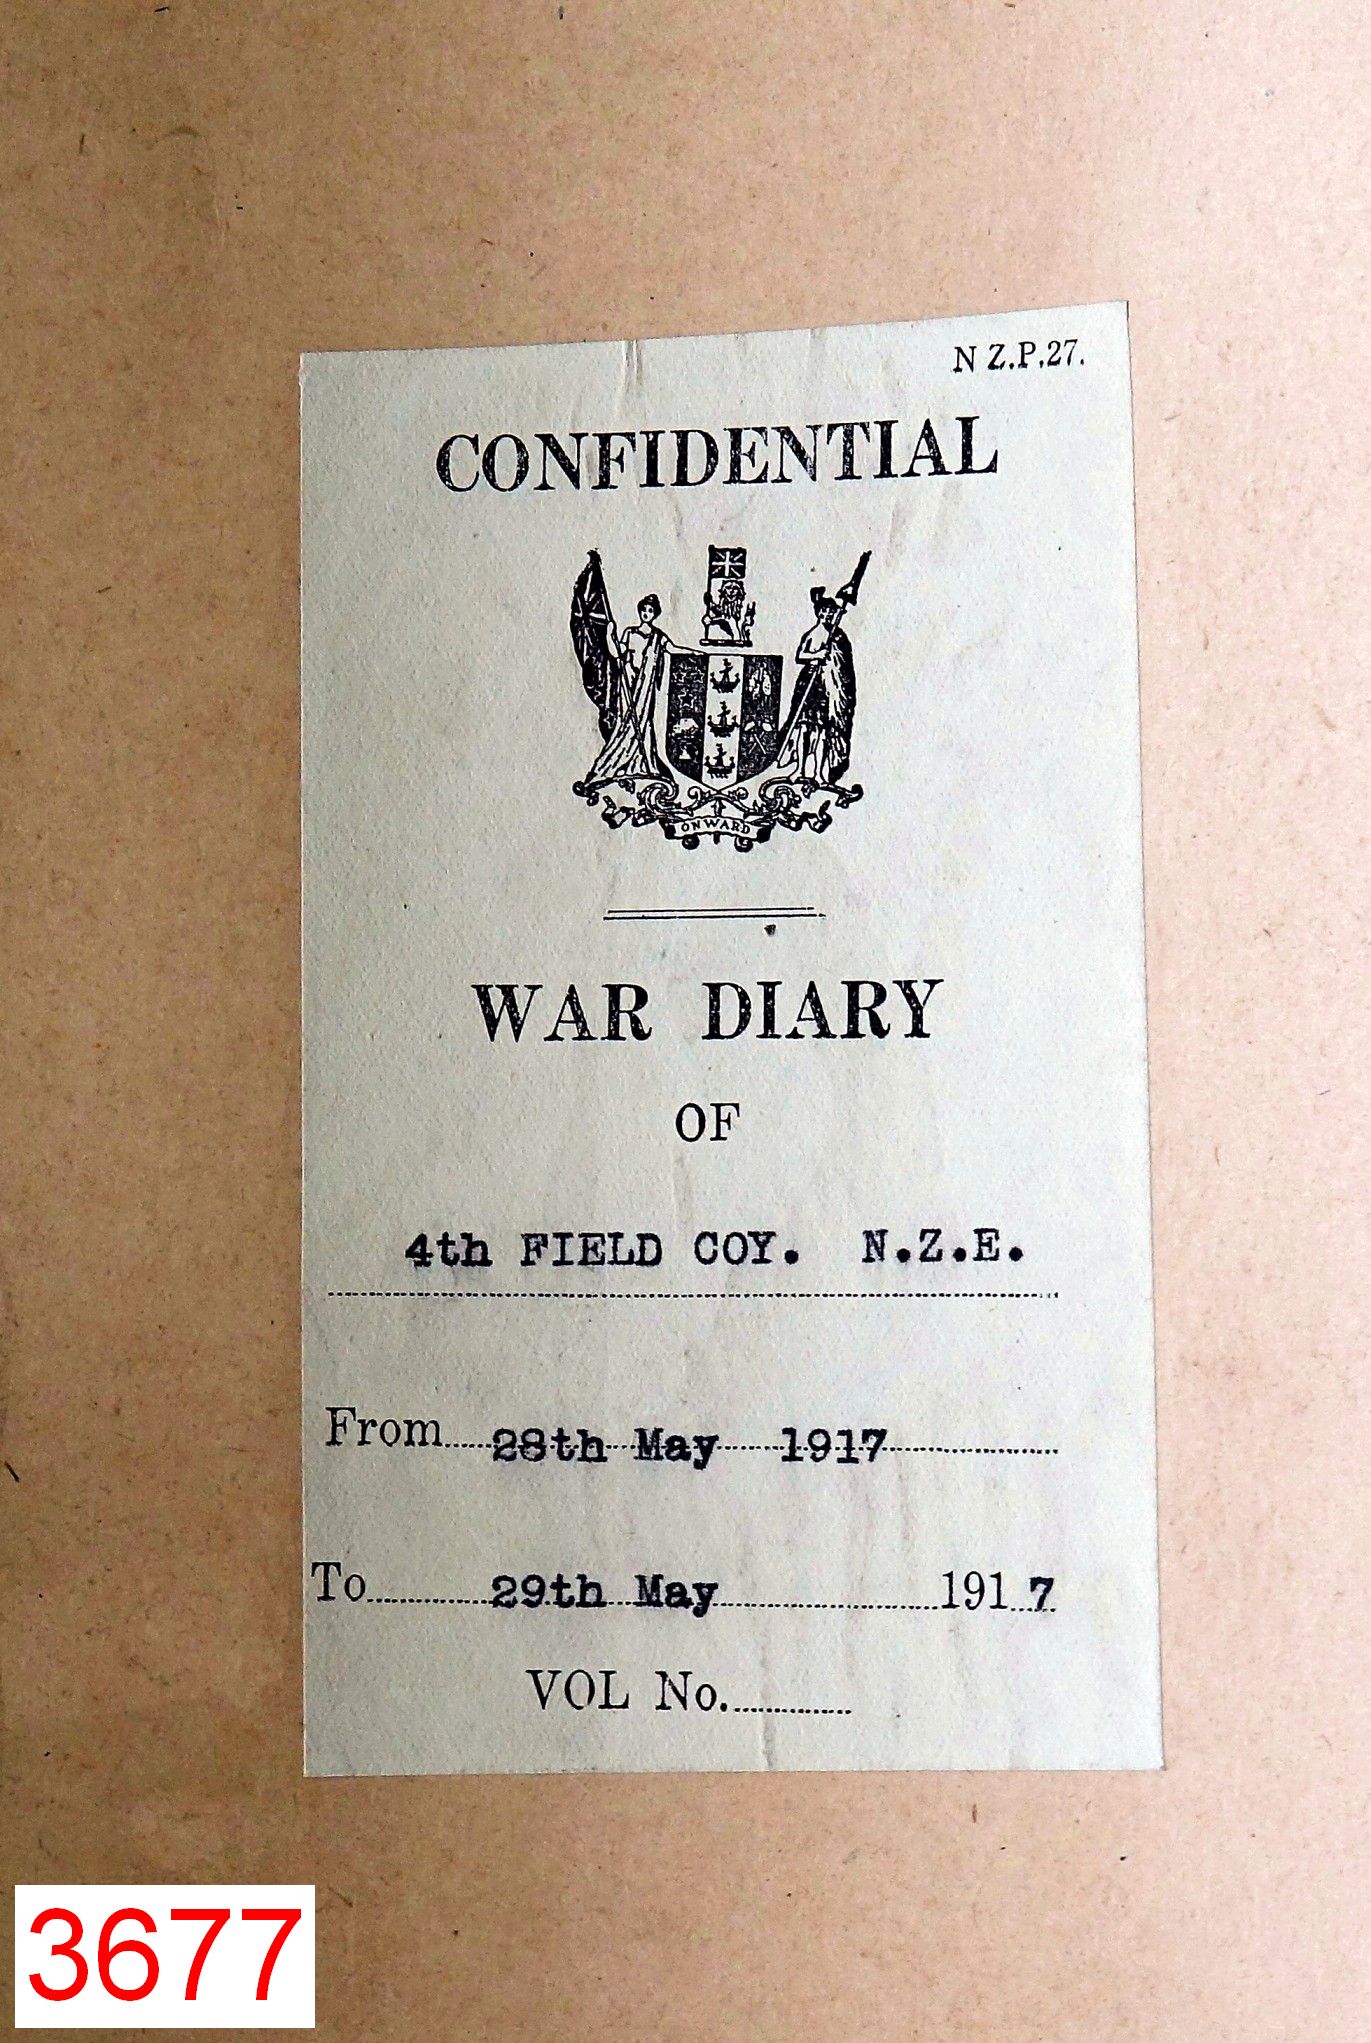 N Z.P.27.
CONFIDENTIAL
ONWARD
WAR DIARY
OF
4th FIELD COY. N.Z.E.
From 28th May 1917
To 29th May 1917
VOL No.
3677